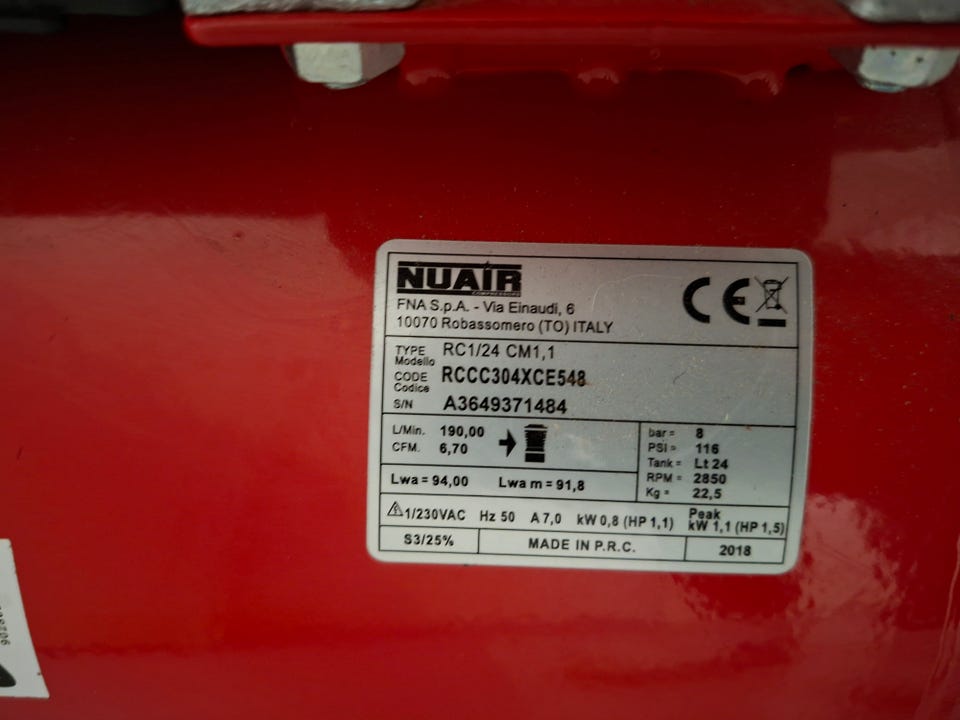 NUAIR
COMPRESSORS
FNA S.p.A. - Via Einaudi, 6
10070 Robassomero (TO) ITALY
CE
TYPE Modello RC1/24 CM1,1
CODE Codice RCCC304XCE548
S/N A3649371484
L/Min. 190,00
CFM. 6,70
Lwa = 94,00 Lwa m = 91,8
bar = 8
PSI = 116
Tank = Lt 24
RPM = 2850
Kg = 22,5
1/230VAC Hz 50 A 7,0 kW 0,8 (HP 1,1) Peak kW 1,1 (HP 1,5)
S3/25% MADE IN P.R.C. 2018